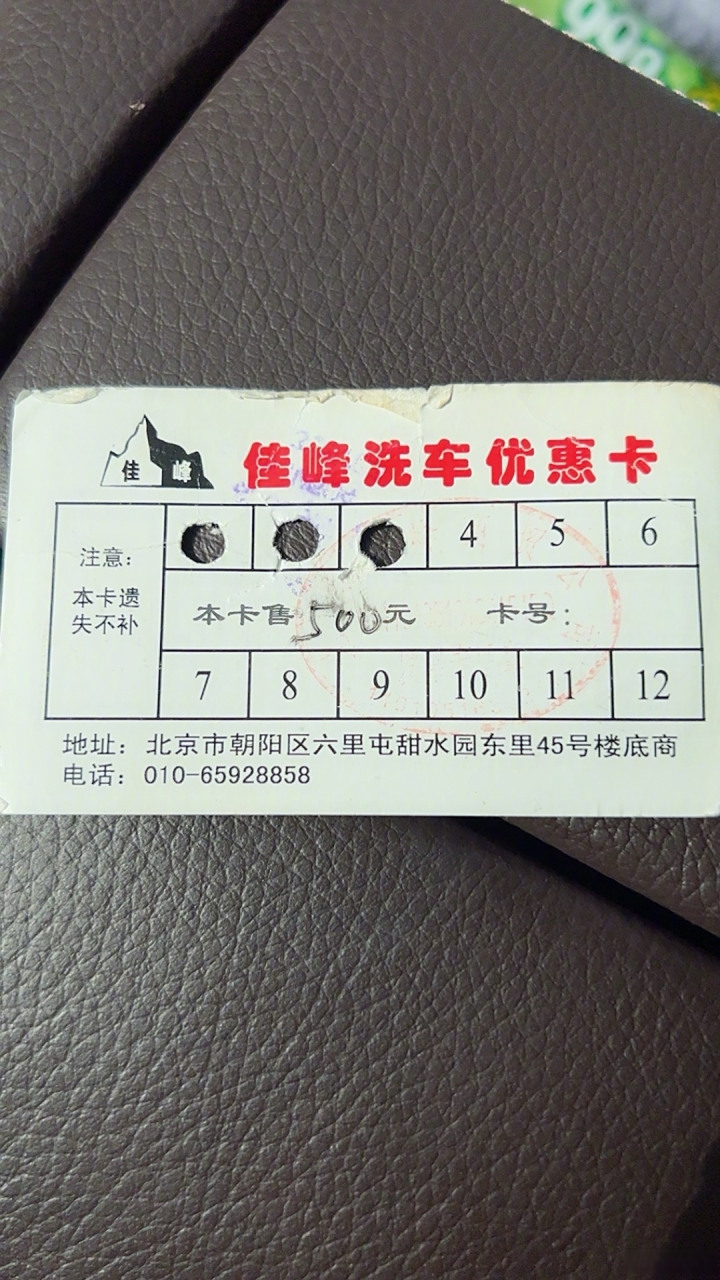 佳峰
佳峰洗车优惠卡
注意：
本卡遗
失不补
4 5 6
本卡售500元 卡号：
7 8 9 10 11 12
地址：北京市朝阳区六里屯甜水园东里45号楼底商
电话：010-65928858